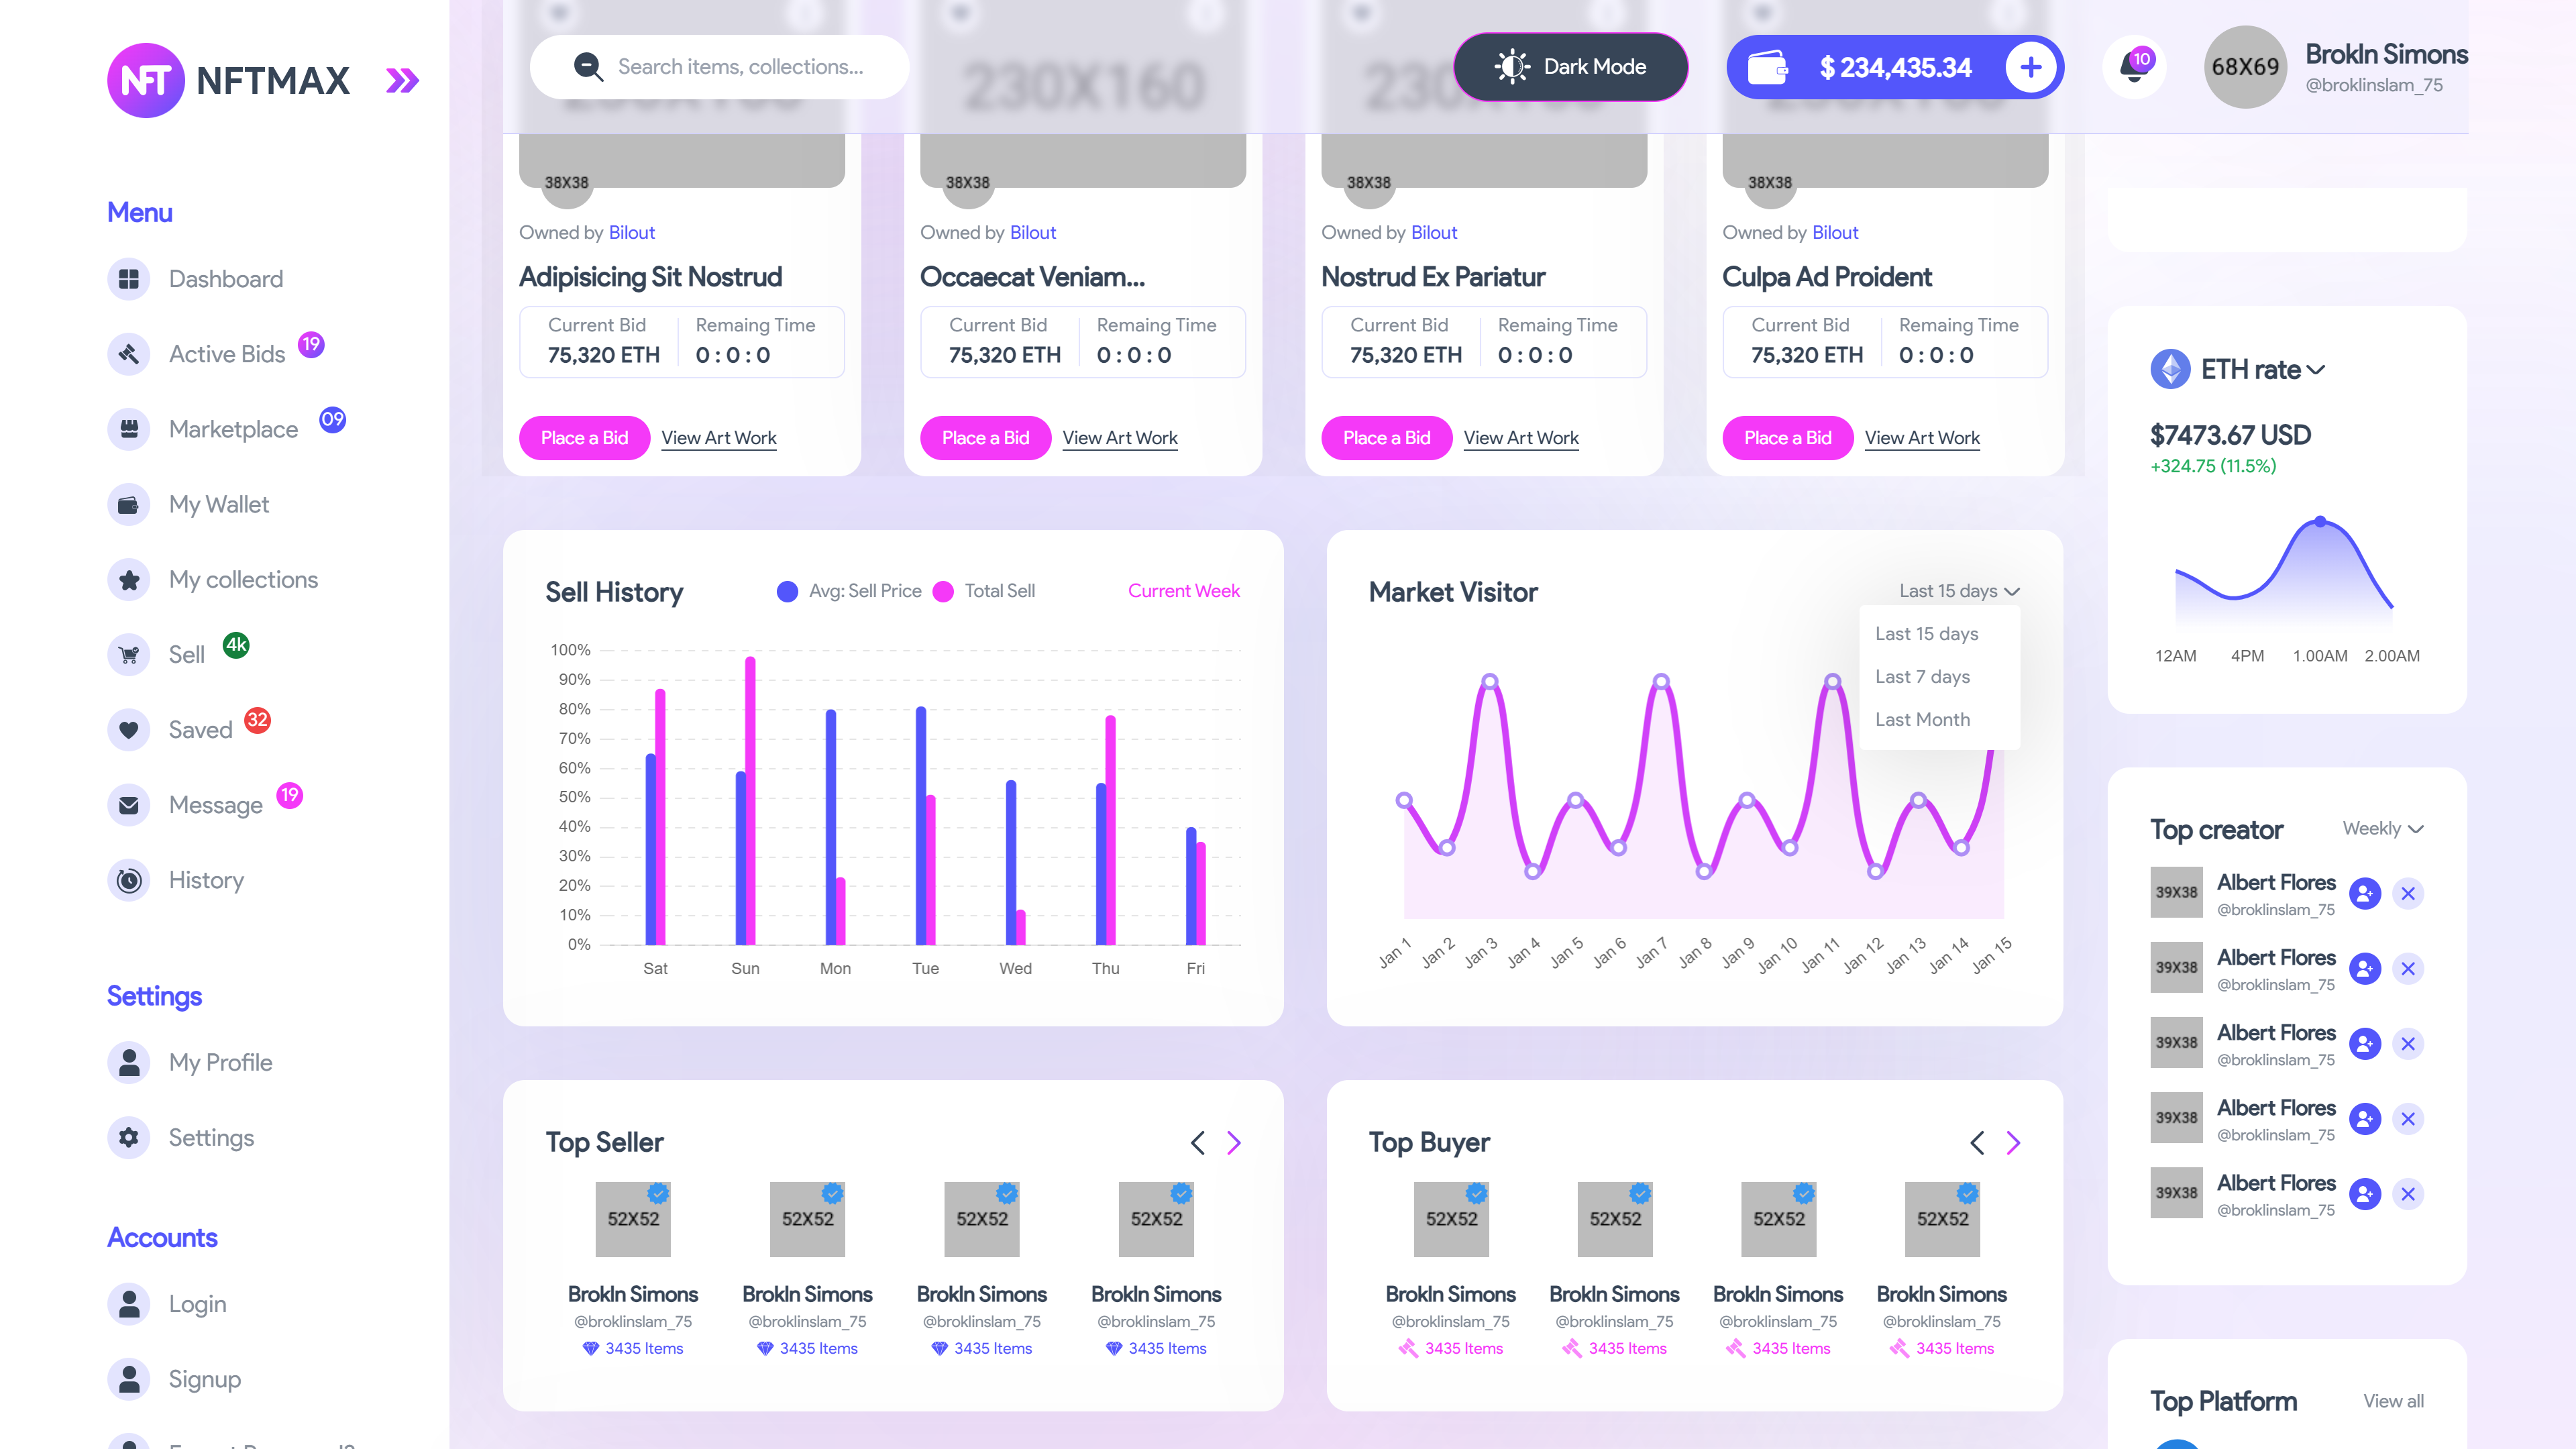 NFT NFTMAX
Menu
Dashboard
Active Bids 19
Marketplace 09
My Wallet
My collections
Sell 4k
Saved 32
Message 19
History
Settings
My Profile
Settings
Accounts
Login
Signup
Search items, collections...
Dark Mode
$ 234,435.34
10
68X69
Brokln Simons
@broklinslam_75
230X160 230X160
38X38 38X38 38X38 38X38
Owned by Bilout Owned by Bilout Owned by Bilout Owned by Bilout
Adipisicing Sit Nostrud Occaecat Veniam... Nostrud Ex Pariatur Culpa Ad Proident
Current Bid Remaing Time Current Bid Remaing Time Current Bid Remaing Time Current Bid Remaing Time
75,320 ETH 0 : 0 : 0 75,320 ETH 0 : 0 : 0 75,320 ETH 0 : 0 : 0 75,320 ETH 0 : 0 : 0
Place a Bid View Art Work Place a Bid View Art Work Place a Bid View Art Work Place a Bid View Art Work
Sell History Avg: Sell Price Total Sell Current Week
100%
90%
80%
70%
60%
50%
40%
30%
20%
10%
0%
Sat Sun Mon Tue Wed Thu Fri
Market Visitor Last 15 days
Last 15 days
Last 7 days
Last Month
Jan 1 Jan 2 Jan 3 Jan 4 Jan 5 Jan 6 Jan 7 Jan 8 Jan 9 Jan 10 Jan 11 Jan 12 Jan 13 Jan 14 Jan 15
Top Seller
52X52 52X52 52X52 52X52
Brokln Simons Brokln Simons Brokln Simons Brokln Simons
@broklinslam_75 @broklinslam_75 @broklinslam_75 @broklinslam_75
3435 Items 3435 Items 3435 Items 3435 Items
Top Buyer
52X52 52X52 52X52 52X52
Brokln Simons Brokln Simons Brokln Simons Brokln Simons
@broklinslam_75 @broklinslam_75 @broklinslam_75 @broklinslam_75
3435 Items 3435 Items 3435 Items 3435 Items
ETH rate
$7473.67 USD
+324.75 (11.5%)
12AM 4PM 1.00AM 2.00AM
Top creator Weekly
39X38 Albert Flores
@broklinslam_75
39X38 Albert Flores
@broklinslam_75
39X38 Albert Flores
@broklinslam_75
39X38 Albert Flores
@broklinslam_75
39X38 Albert Flores
@broklinslam_75
Top Platform View all